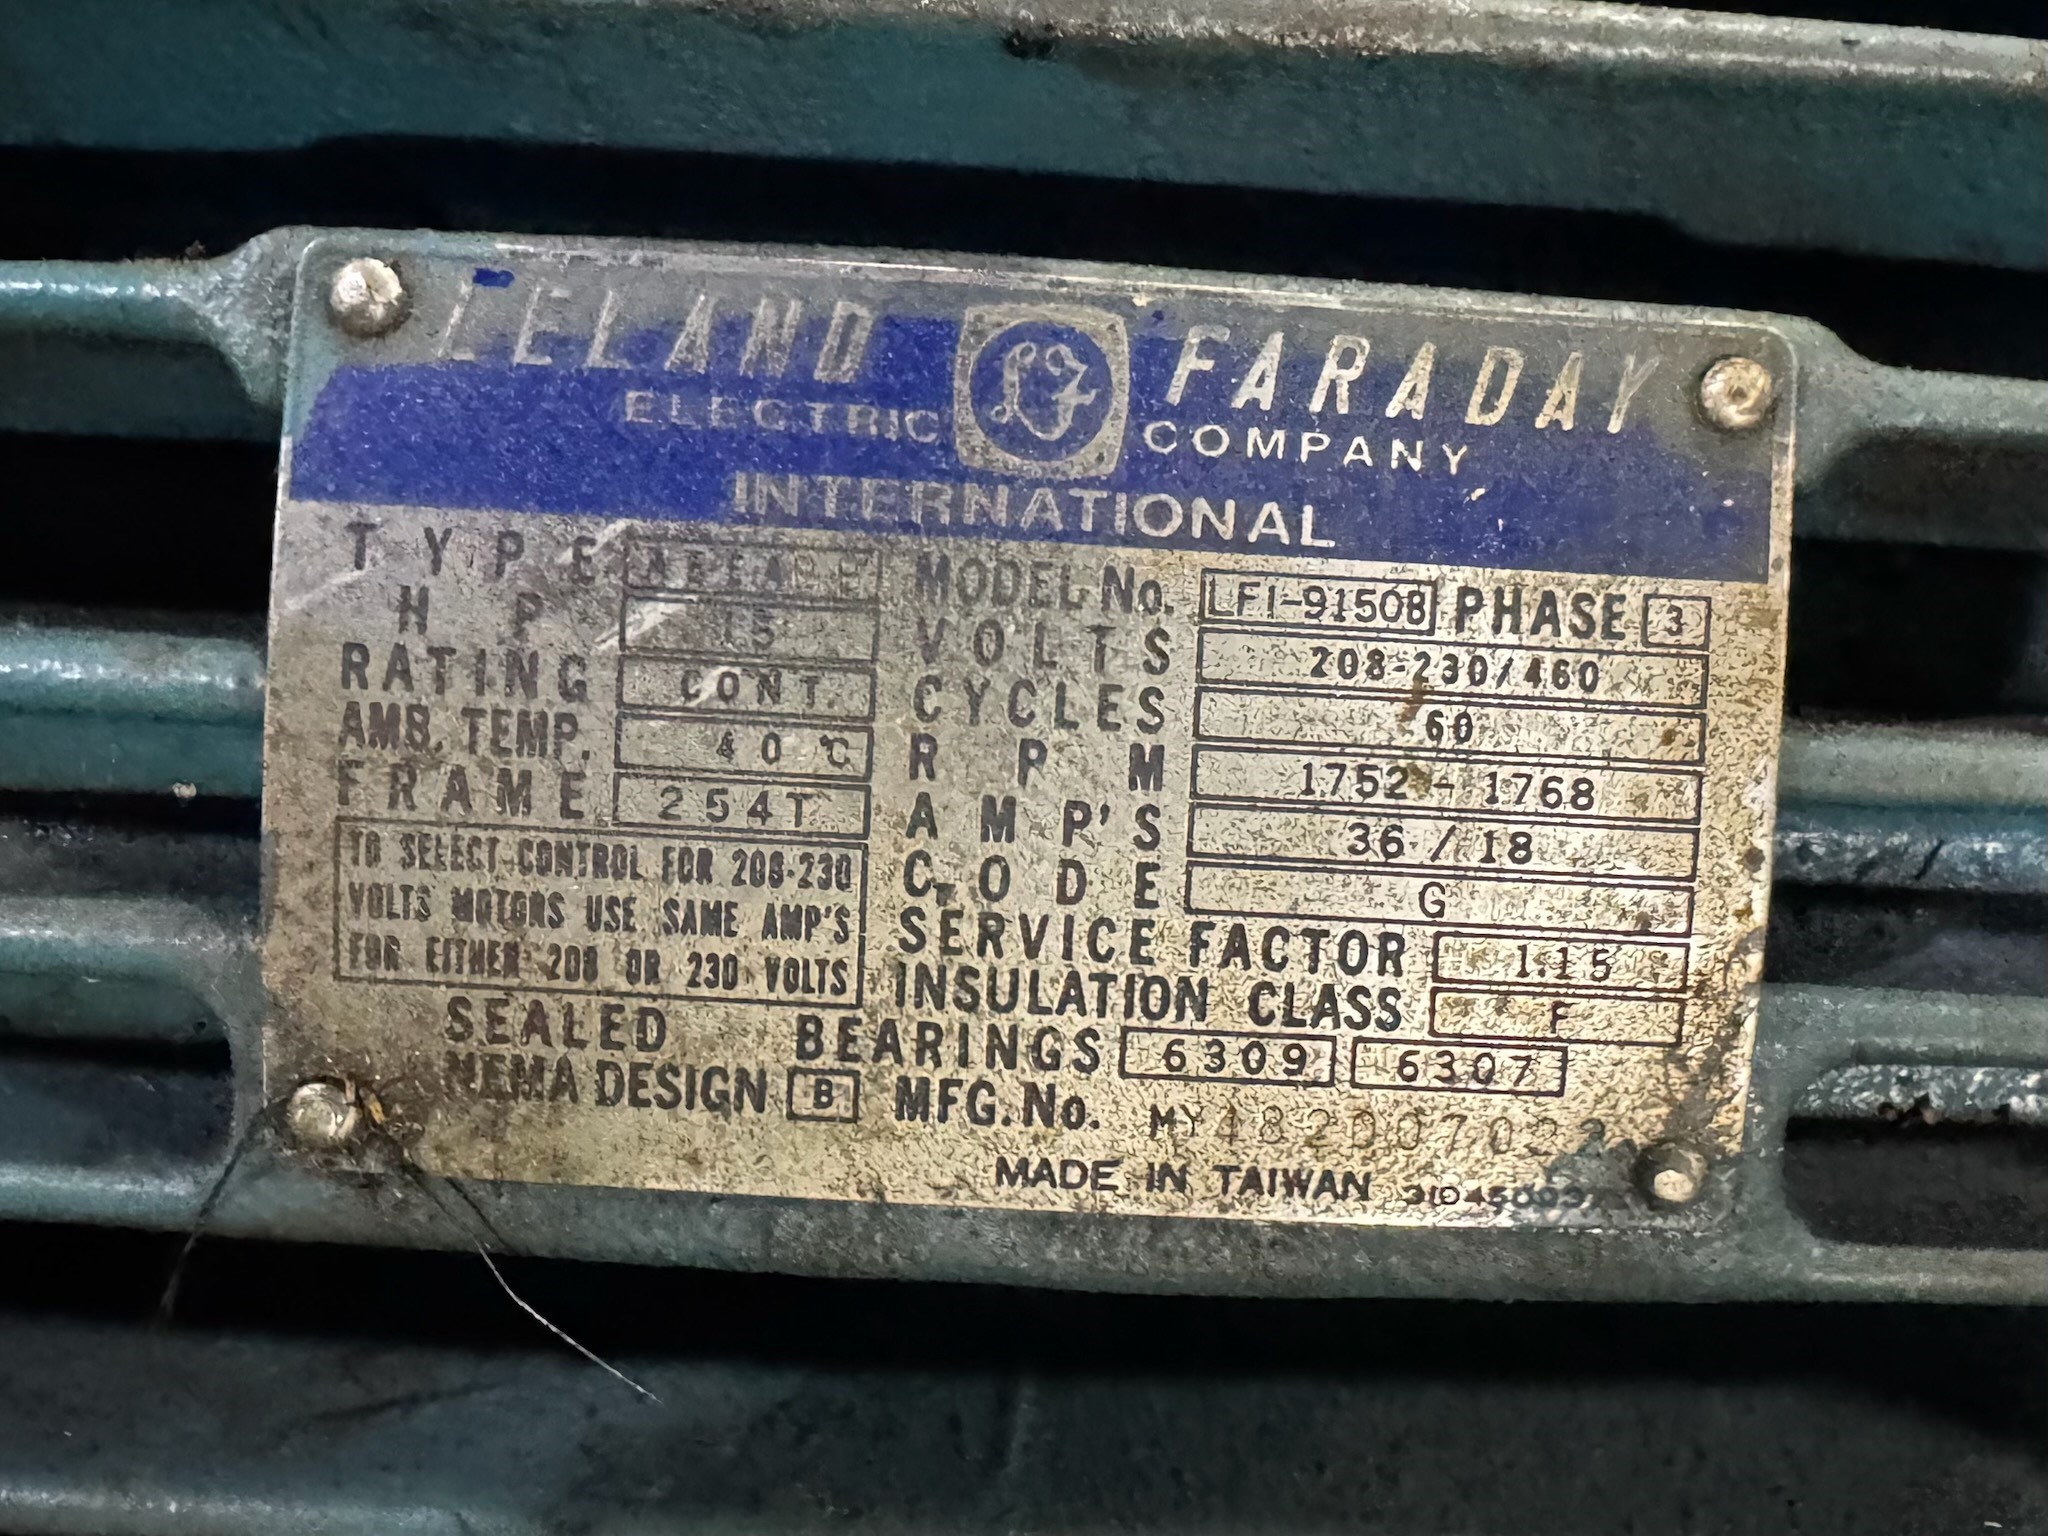 LELAND FARADAY
ELECTRIC COMPANY
INTERNATIONAL
TYPE
HP 15
RATING CONT.
AMB. TEMP. 40 °C
FRAME 254T
TO SELECT CONTROL FOR 208-230
VOLTS MOTORS USE SAME AMP'S
FOR EITHER 208 OR 230 VOLTS
MODEL No. LFI-9150B PHASE 3
VOLTS 208-230/460
CYCLES 60
RPM 1752-1768
AMP'S 36/18
CODE G
SERVICE FACTOR 1.15
INSULATION CLASS F
SEALED BEARINGS 6309 6307
NEMA DESIGN B MFG. No.
MADE IN TAIWAN